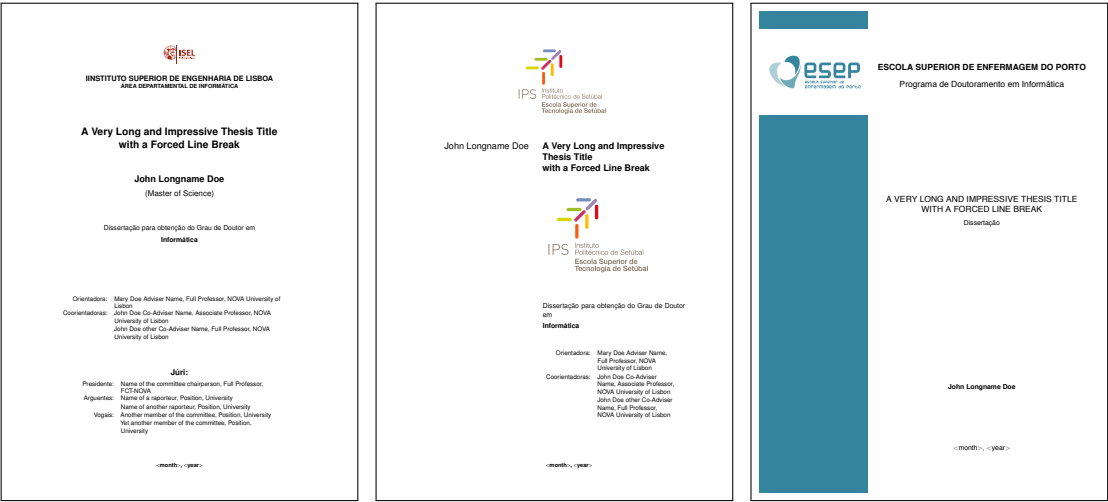 ISEL
IINSTITUTO SUPERIOR DE ENGENHARIA DE LISBOA
ÁREA DEPARTAMENTAL DE INFORMÁTICA
A Very Long and Impressive Thesis Title
with a Forced Line Break
John Longname Doe
(Master of Science)
Dissertação para obtenção do Grau de Doutor em
Informática
Orientadora: Mary Doe Adviser Name, Full Professor, NOVA University of
Lisbon
Coorientadoras: John Doe Co-Adviser Name, Associate Professor, NOVA
University of Lisbon
John Doe other Co-Adviser Name, Full Professor, NOVA
University of Lisbon
Júri:
Presidente: Name of the committee chairperson, Full Professor,
FCT-NOVA
Arguentes: Name of a raporteur, Position, University
Name of another raporteur, Position, University
Vogais: Another member of the committee, Position, University
Yet another member of the committee, Position,
University
<month>, <year>
IPS Instituto
Politécnico de Setúbal
Escola Superior de
Tecnologia de Setúbal
John Longname Doe
A Very Long and Impressive
Thesis Title
with a Forced Line Break
IPS Instituto
Politécnico de Setúbal
Escola Superior de
Tecnologia de Setúbal
Dissertação para obtenção do Grau de Doutor
em
Informática
Orientadora: Mary Doe Adviser Name,
Full Professor, NOVA
University of Lisbon
Coorientadoras: John Doe Co-Adviser
Name, Associate Professor,
NOVA University of Lisbon
John Doe other Co-Adviser
Name, Full Professor,
NOVA University of Lisbon
<month>, <year>
esep
escola superior de
enfermagem do porto
ESCOLA SUPERIOR DE ENFERMAGEM DO PORTO
Programa de Doutoramento em Informática
A VERY LONG AND IMPRESSIVE THESIS TITLE
WITH A FORCED LINE BREAK
Dissertação
John Longname Doe
<month>, <year>